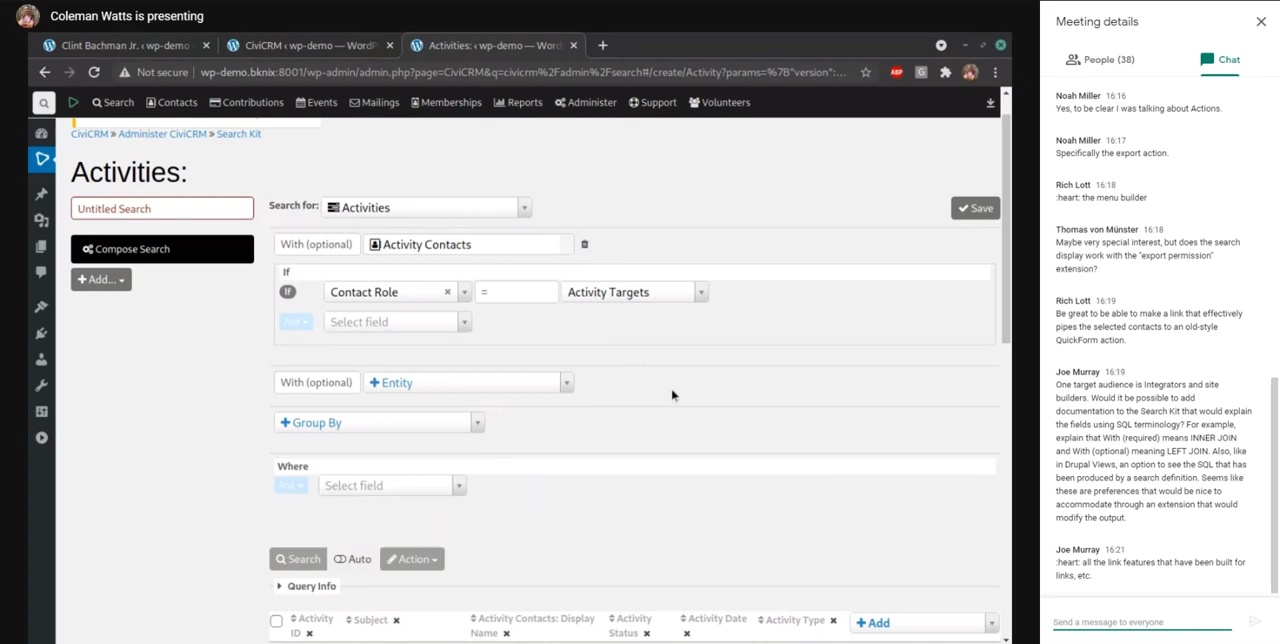 Coleman Watts is presenting
Clint Bachman Jr. ‹ wp-demo
CiviCRM ‹ wp-demo — WordP
Activities: ‹ wp-demo — Word
Not secure
wp-demo.bknix:8001/wp-admin/admin.php?page=CiviCRM&q=civicrm%2Fadmin%2Fsearch#/create/Activity?params=%7B"version":...
ABP
G
Search
Contacts
Contributions
Events
Mailings
Memberships
Reports
Administer
Support
Volunteers
CiviCRM » Administer CiviCRM » Search Kit
Activities:
Untitled Search
Search for:
Activities
Save
Compose Search
+ Add...
With (optional)
Activity Contacts
If
If
Contact Role
=
Activity Targets
And
Select field
With (optional)
+ Entity
+ Group By
Where
And
Select field
Search
Auto
Action
Query Info
Activity ID
Subject
Activity Contacts: Display Name
Activity Status
Activity Date
Activity Type
+ Add
Meeting details
People (38)
Chat
Noah Miller 16:16
Yes, to be clear I was talking about Actions.
Noah Miller 16:17
Specifically the export action.
Rich Lott 16:18
:heart: the menu builder
Thomas von Münster 16:18
Maybe very special interest, but does the search
display work with the "export permission"
extension?
Rich Lott 16:19
Be great to be able to make a link that effectively
pipes the selected contacts to an old-style
QuickForm action.
Joe Murray 16:19
One target audience is Integrators and site
builders. Would it be possible to add
documentation to the Search Kit that would explain
the fields using SQL terminology? For example,
explain that With (required) means INNER JOIN
and With (optional) meaning LEFT JOIN. Also, like
in Drupal Views, an option to see the SQL that has
been produced by a search definition. Seems like
these are preferences that would be nice to
accommodate through an extension that would
modify the output.
Joe Murray 16:21
:heart: all the link features that have been built for
links, etc.
Send a message to everyone